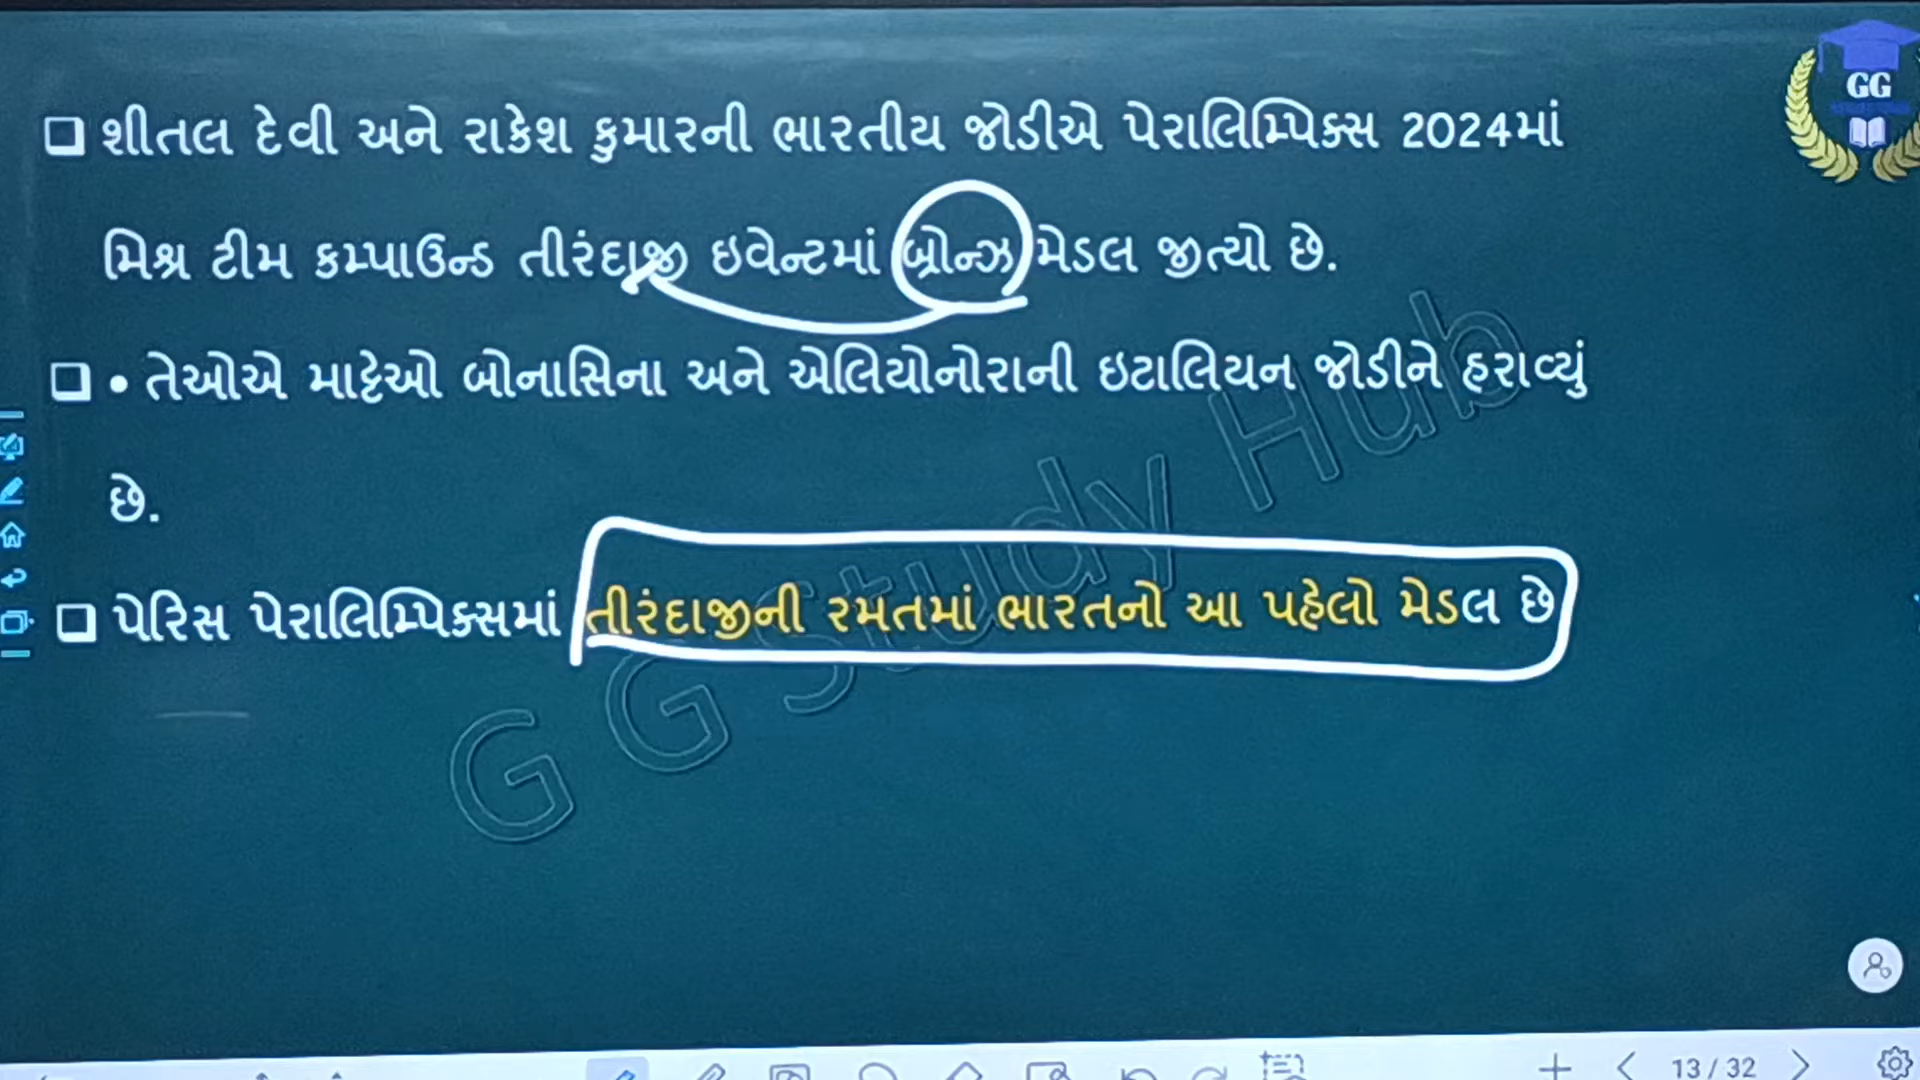 GG
❑ શીતલ દેવી અને રાકેશ કુમારની ભારતીય જોડીએ પેરાલિમ્પિક્સ 2024માં
મિશ્ર ટીમ કમ્પાઉન્ડ તીરંદાજી ઇવેન્ટમાં બ્રોન્ઝ મેડલ જીત્યો છે.
❑ • તેઓએ માટ્ટેઓ બોનાસિના અને એલિયોનોરાની ઇટાલિયન જોડીને હરાવ્યું
છે.
❑ પેરિસ પેરાલિમ્પિક્સમાં તીરંદાજીની રમતમાં ભારતનો આ પહેલો મેડલ છે
G G Study Hub
13 / 32